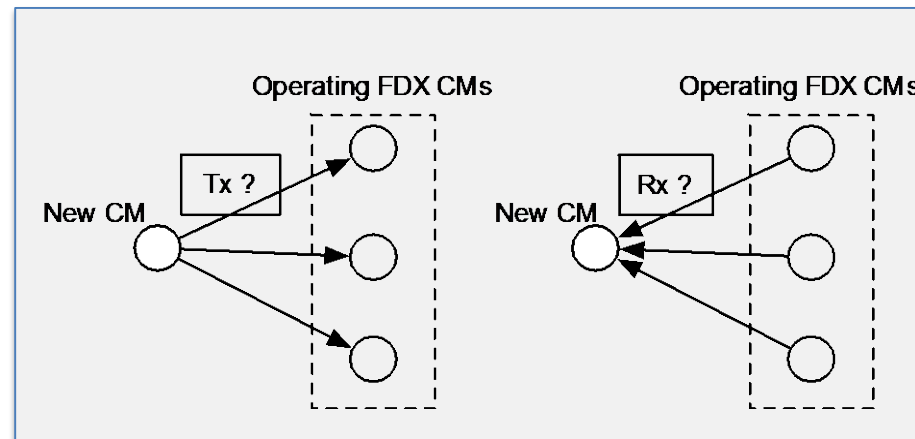 Operating FDX CMs
Tx ?
New CM
Operating FDX CMs
Rx ?
New CM